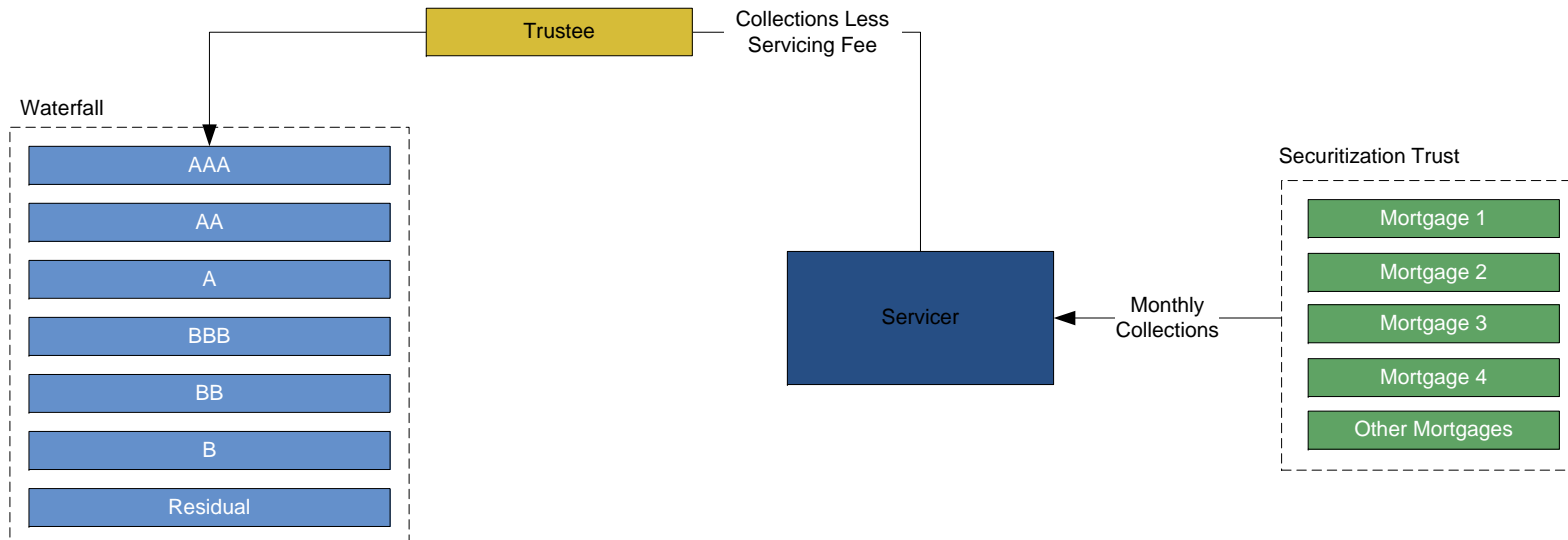 Trustee
Collections Less
Servicing Fee
Waterfall
AAA
AA
A
BBB
BB
B
Residual
Servicer
Monthly
Collections
Securitization Trust
Mortgage 1
Mortgage 2
Mortgage 3
Mortgage 4
Other Mortgages